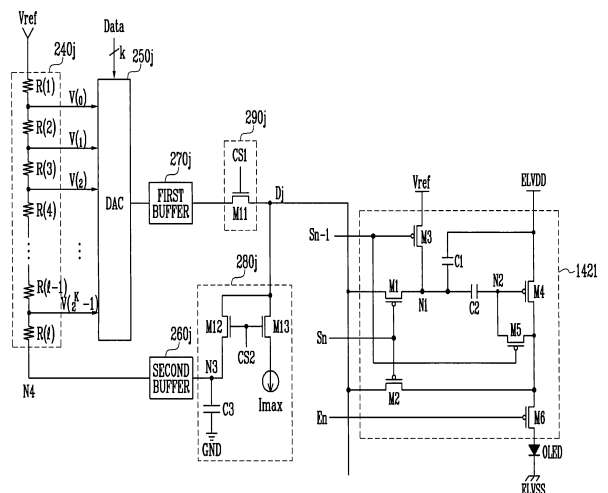 Vref
Data
k
240j
250j
R(1)
V(0)
R(2)
V(1)
R(3)
V(2)
R(4)
R(ℓ-1)
V(2^K-1)
R(ℓ)
N4
DAC
270j
FIRST
BUFFER
290j
CS1
M11
Dj
280j
M12
M13
CS2
260j
SECOND
BUFFER
N3
C3
Imax
GND
Vref
ELVDD
Sn-1
M3
C1
1421
M1
N1
N2
C2
M4
M5
Sn
M2
En
M6
OLED
ELVSS